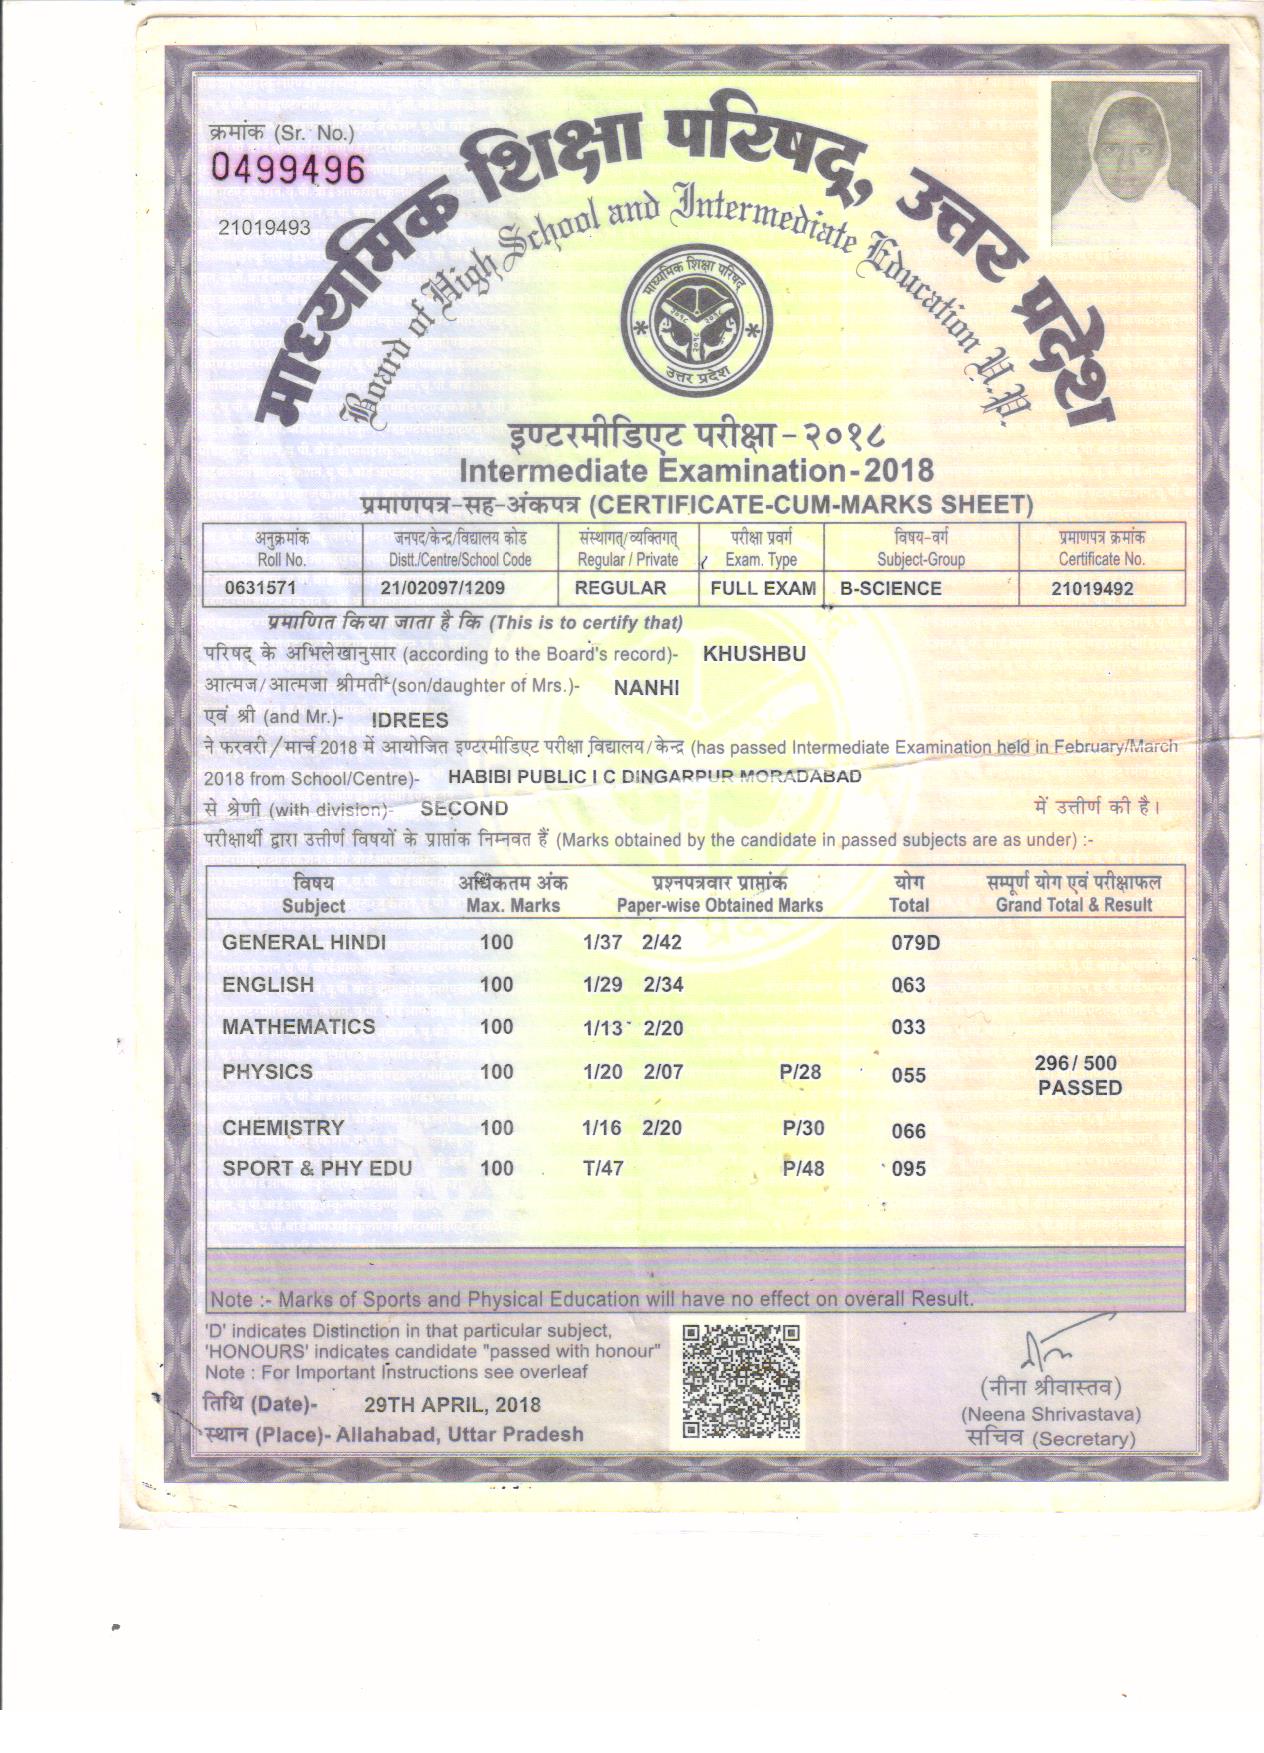 क्रमांक (Sr. No.)
0499496
21019493
माध्यमिक शिक्षा परिषद्, उत्तर प्रदेश
Board of High School and Intermediate Education U.P.
माध्यमिक शिक्षा परिषद्
२०१८
उत्तर प्रदेश
इण्टरमीडिएट परीक्षा - २०१८
Intermediate Examination-2018
प्रमाणपत्र-सह-अंकपत्र (CERTIFICATE-CUM-MARKS SHEET)
अनुक्रमांक जनपद/केन्द्र/विद्यालय कोड संस्थागत/व्यक्तिगत परीक्षा प्रवर्ग विषय-वर्ग प्रमाणपत्र क्रमांक
Roll No. Distt./Centre/School Code Regular / Private Exam. Type Subject-Group Certificate No.
0631571 21/02097/1209 REGULAR FULL EXAM B-SCIENCE 21019492
प्रमाणित किया जाता है कि (This is to certify that)
परिषद् के अभिलेखानुसार (according to the Board's record)- KHUSHBU
आत्मज/आत्मजा श्रीमती (son/daughter of Mrs.)- NANHI
एवं श्री (and Mr.)- IDREES
ने फरवरी/मार्च 2018 में आयोजित इण्टरमीडिएट परीक्षा विद्यालय/केन्द्र (has passed Intermediate Examination held in February/March
2018 from School/Centre)- HABIBI PUBLIC I C DINGARPUR MORADABAD
से श्रेणी (with division)- SECOND में उत्तीर्ण की है।
परीक्षार्थी द्वारा उत्तीर्ण विषयों के प्राप्तांक निम्नवत हैं (Marks obtained by the candidate in passed subjects are as under) :-
विषय अधिकतम अंक प्रश्नपत्रवार प्राप्तांक योग सम्पूर्ण योग एवं परीक्षाफल
Subject Max. Marks Paper-wise Obtained Marks Total Grand Total & Result
GENERAL HINDI 100 1/37 2/42 079D
ENGLISH 100 1/29 2/34 063
MATHEMATICS 100 1/13 2/20 033
PHYSICS 100 1/20 2/07 P/28 055 296/ 500
PASSED
CHEMISTRY 100 1/16 2/20 P/30 066
SPORT & PHY EDU 100 T/47 P/48 095
Note :- Marks of Sports and Physical Education will have no effect on overall Result.
'D' indicates Distinction in that particular subject,
'HONOURS' indicates candidate "passed with honour"
Note : For Important Instructions see overleaf
तिथि (Date)- 29TH APRIL, 2018
स्थान (Place)- Allahabad, Uttar Pradesh
(नीना श्रीवास्तव)
(Neena Shrivastava)
सचिव (Secretary)